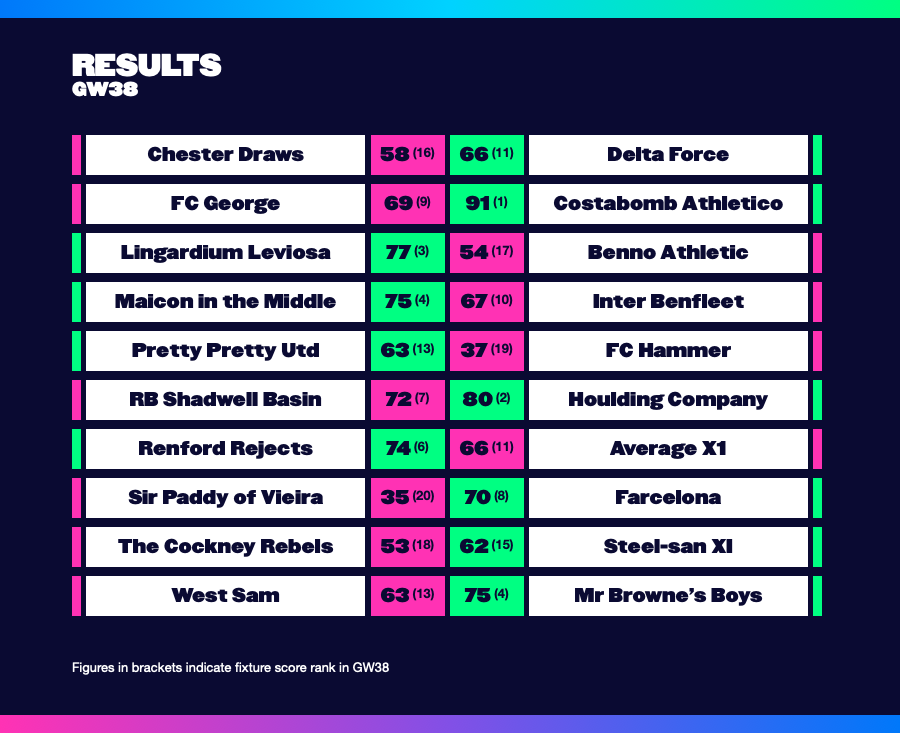 RESULTS
GW38
Chester Draws 58 (16) 66 (11) Delta Force
FC George 69 (9) 91 (1) Costabomb Athletico
Lingardium Leviosa 77 (3) 54 (17) Benno Athletic
Maicon in the Middle 75 (4) 67 (10) Inter Benfleet
Pretty Pretty Utd 63 (13) 37 (19) FC Hammer
RB Shadwell Basin 72 (7) 80 (2) Houlding Company
Renford Rejects 74 (6) 66 (11) Average X1
Sir Paddy of Vieira 35 (20) 70 (8) Farcelona
The Cockney Rebels 53 (18) 62 (15) Steel-san XI
West Sam 63 (13) 75 (4) Mr Browne’s Boys
Figures in brackets indicate fixture score rank in GW38